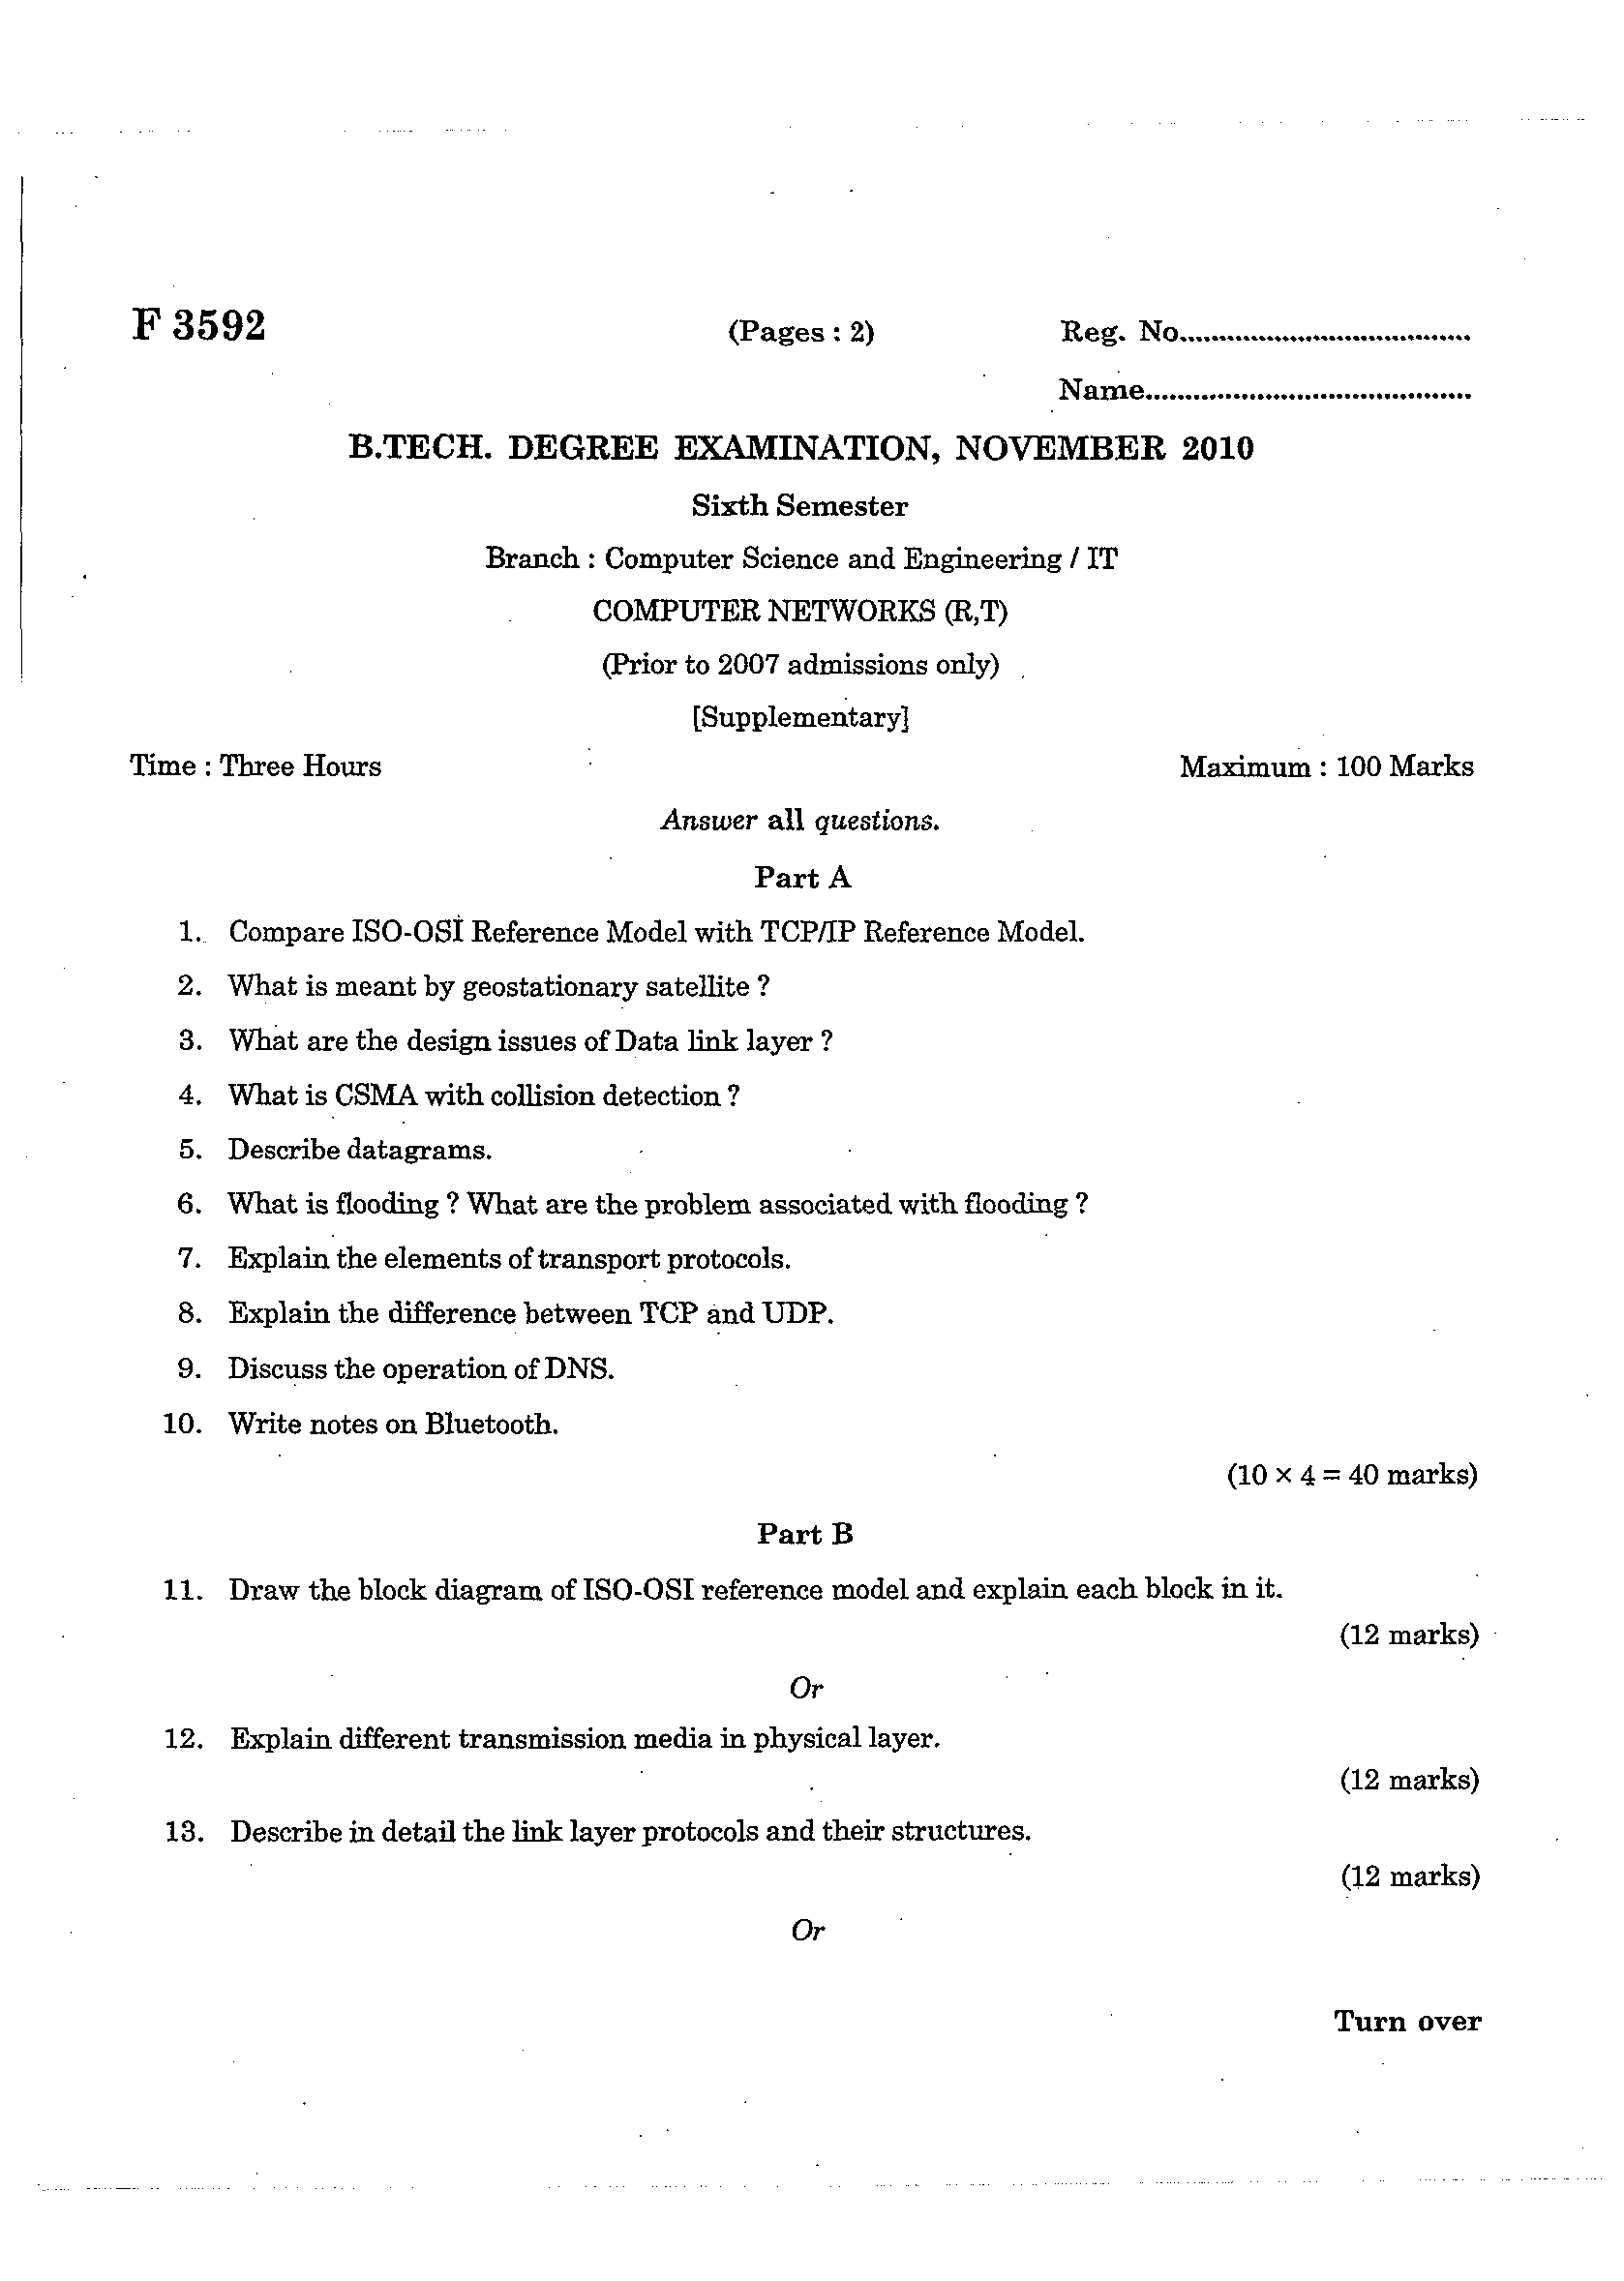 F 3592
(Pages : 2)
Reg. No....................................
Name.........................................
B.TECH. DEGREE EXAMINATION, NOVEMBER 2010
Sixth Semester
Branch : Computer Science and Engineering / IT
COMPUTER NETWORKS (R,T)
(Prior to 2007 admissions only)
[Supplementary]
Time : Three Hours
Maximum : 100 Marks
Answer all questions.
Part A
1. Compare ISO-OSI Reference Model with TCP/IP Reference Model.
2. What is meant by geostationary satellite ?
3. What are the design issues of Data link layer ?
4. What is CSMA with collision detection ?
5. Describe datagrams.
6. What is flooding ? What are the problem associated with flooding ?
7. Explain the elements of transport protocols.
8. Explain the difference between TCP and UDP.
9. Discuss the operation of DNS.
10. Write notes on Bluetooth.
(10 × 4 = 40 marks)
Part B
11. Draw the block diagram of ISO-OSI reference model and explain each block in it.
(12 marks)
Or
12. Explain different transmission media in physical layer.
(12 marks)
13. Describe in detail the link layer protocols and their structures.
(12 marks)
Or
Turn over